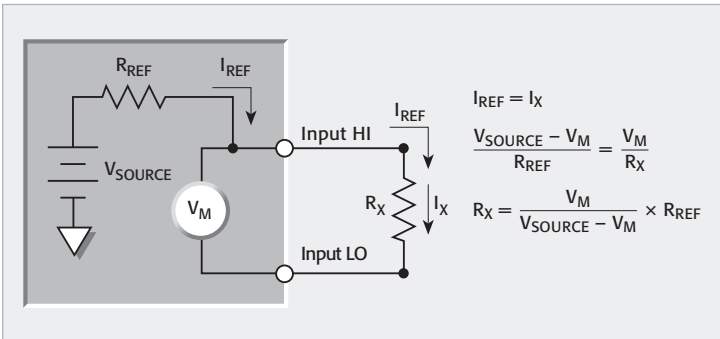 R_REF
I_REF
V_SOURCE
V_M
Input HI
Input LO
I_REF
R_X
I_X
I_REF = I_X
V_SOURCE – V_M / R_REF = V_M / R_X
R_X = V_M / V_SOURCE – V_M × R_REF